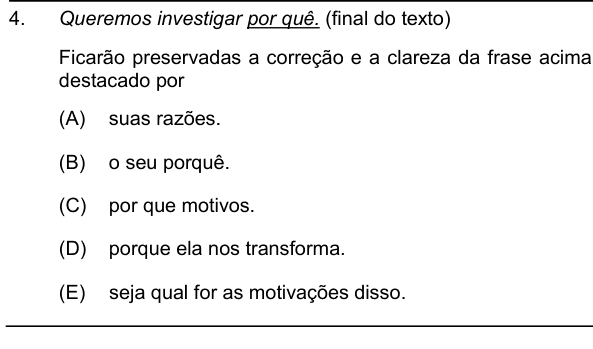 4. Queremos investigar por quê. (final do texto)
Ficarão preservadas a correção e a clareza da frase acima
destacado por
(A) suas razões.
(B) o seu porquê.
(C) por que motivos.
(D) porque ela nos transforma.
(E) seja qual for as motivações disso.